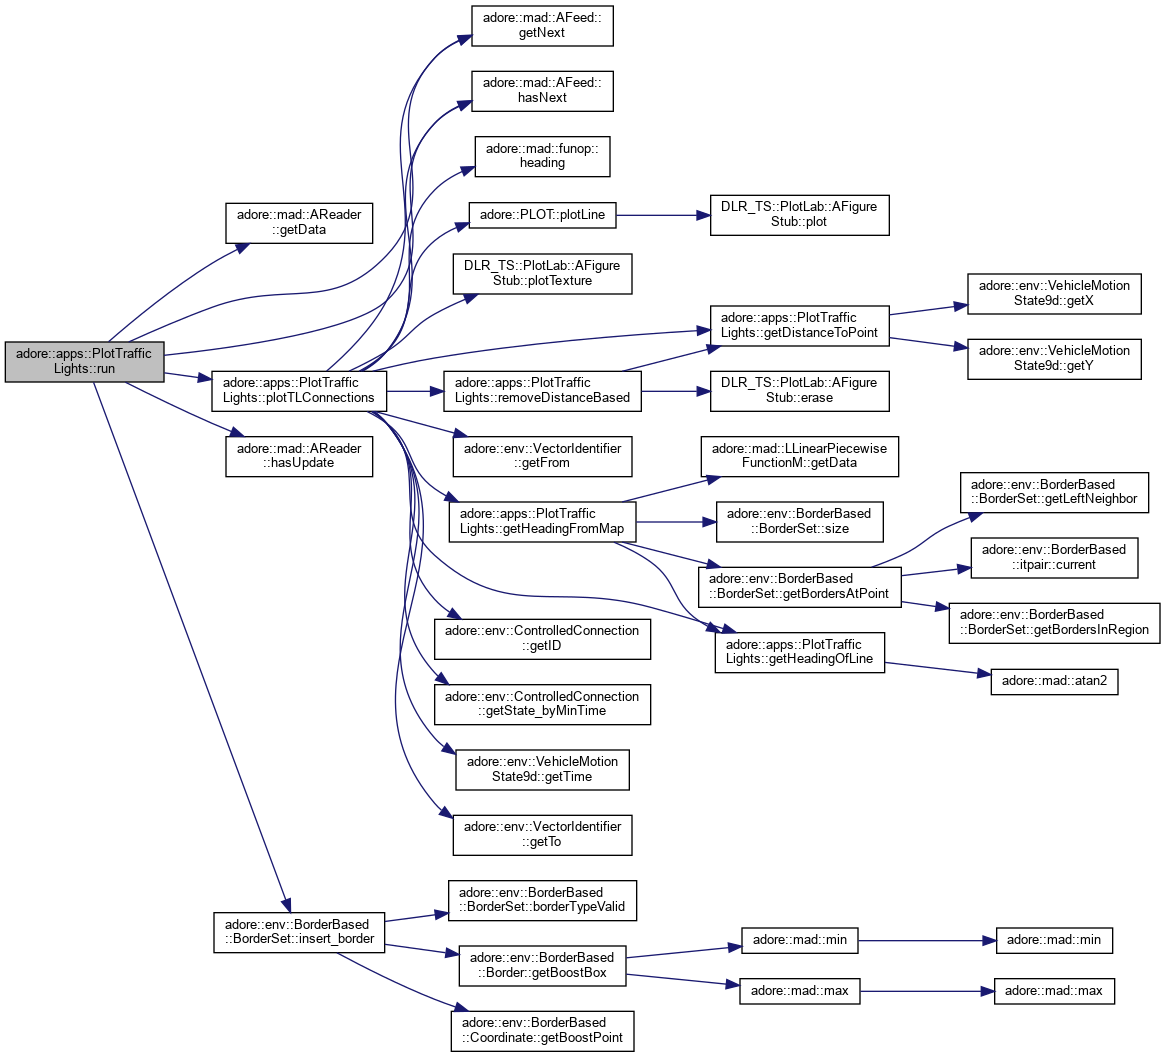 adore::apps::PlotTraffic
Lights::run
adore::mad::AReader
::getData
adore::apps::PlotTraffic
Lights::plotTLConnections
adore::mad::AReader
::hasUpdate
adore::env::BorderBased
::BorderSet::insert_border
adore::mad::AFeed::
getNext
adore::mad::AFeed::
hasNext
adore::mad::funop::
heading
adore::PLOT::plotLine
DLR_TS::PlotLab::AFigure
Stub::plotTexture
adore::apps::PlotTraffic
Lights::removeDistanceBased
adore::env::VectorIdentifier
::getFrom
adore::apps::PlotTraffic
Lights::getHeadingFromMap
adore::env::ControlledConnection
::getID
adore::env::ControlledConnection
::getState_byMinTime
adore::env::VehicleMotion
State9d::getTime
adore::env::VectorIdentifier
::getTo
adore::env::BorderBased
::BorderSet::borderTypeValid
adore::env::BorderBased
::Border::getBoostBox
adore::env::BorderBased
::Coordinate::getBoostPoint
DLR_TS::PlotLab::AFigure
Stub::plot
adore::apps::PlotTraffic
Lights::getDistanceToPoint
DLR_TS::PlotLab::AFigure
Stub::erase
adore::mad::LLinearPiecewise
FunctionM::getData
adore::env::BorderBased
::BorderSet::size
adore::env::BorderBased
::BorderSet::getBordersAtPoint
adore::apps::PlotTraffic
Lights::getHeadingOfLine
adore::mad::min
adore::mad::max
adore::env::VehicleMotion
State9d::getX
adore::env::VehicleMotion
State9d::getY
adore::env::BorderBased
::BorderSet::getLeftNeighbor
adore::env::BorderBased
::itpair::current
adore::env::BorderBased
::BorderSet::getBordersInRegion
adore::mad::atan2
adore::mad::min
adore::mad::max